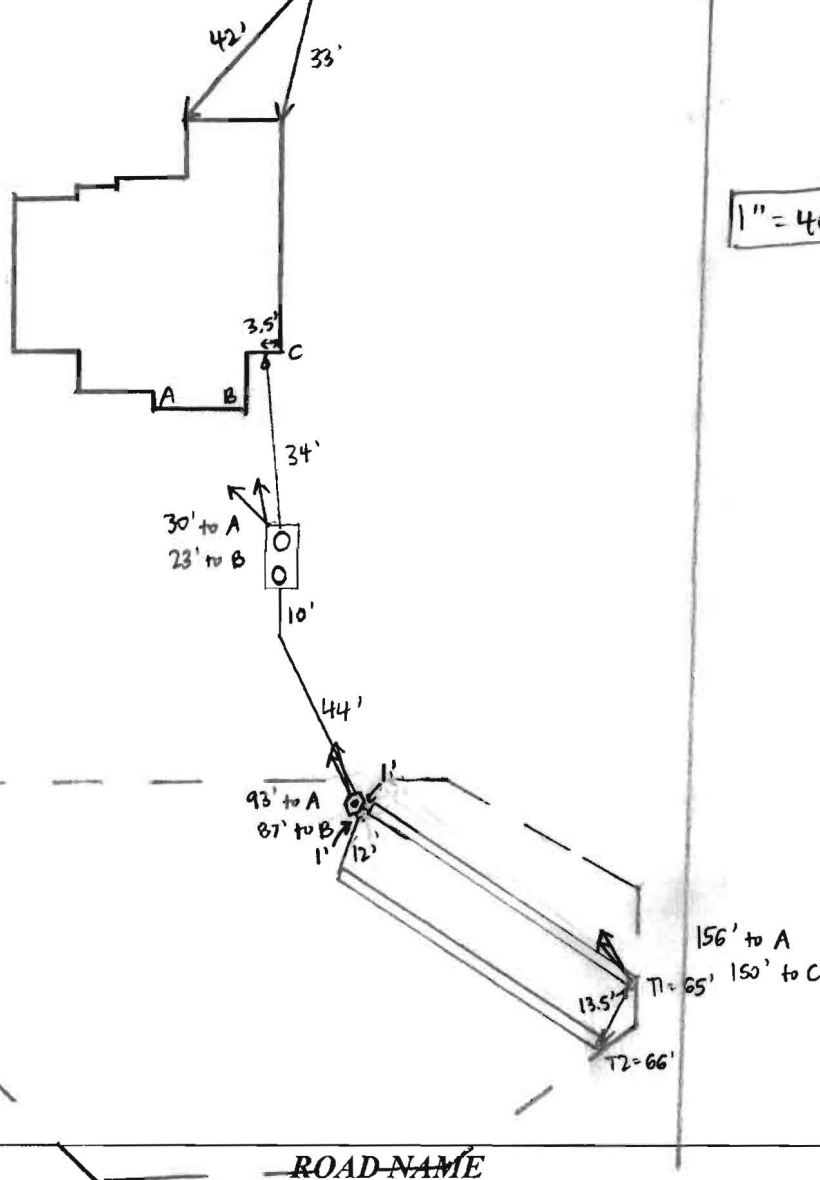 42'
33'
1" = 4
3.5'
C
A
B
34'
30' to A
23' to B
10'
44'
1'
93' to A
87' to B
1'
12'
156' to A
T1 = 65'
150' to C
13.5'
T2 = 66'
ROAD NAME